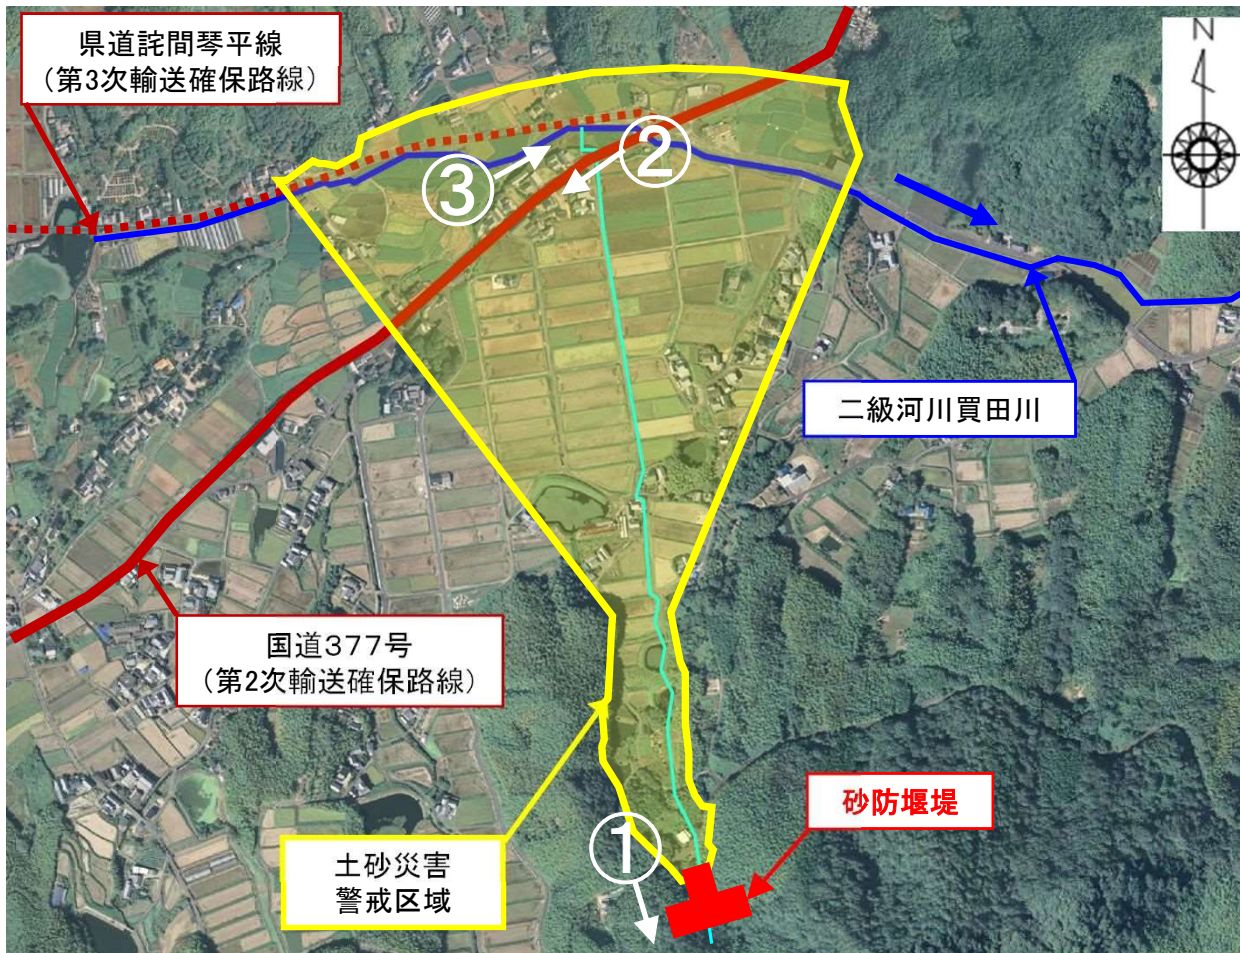 県道詫間琴平線
（第3次輸送確保路線）
N
②
③
二級河川買田川
国道377号
（第2次輸送確保路線）
砂防堰堤
①
土砂災害
警戒区域